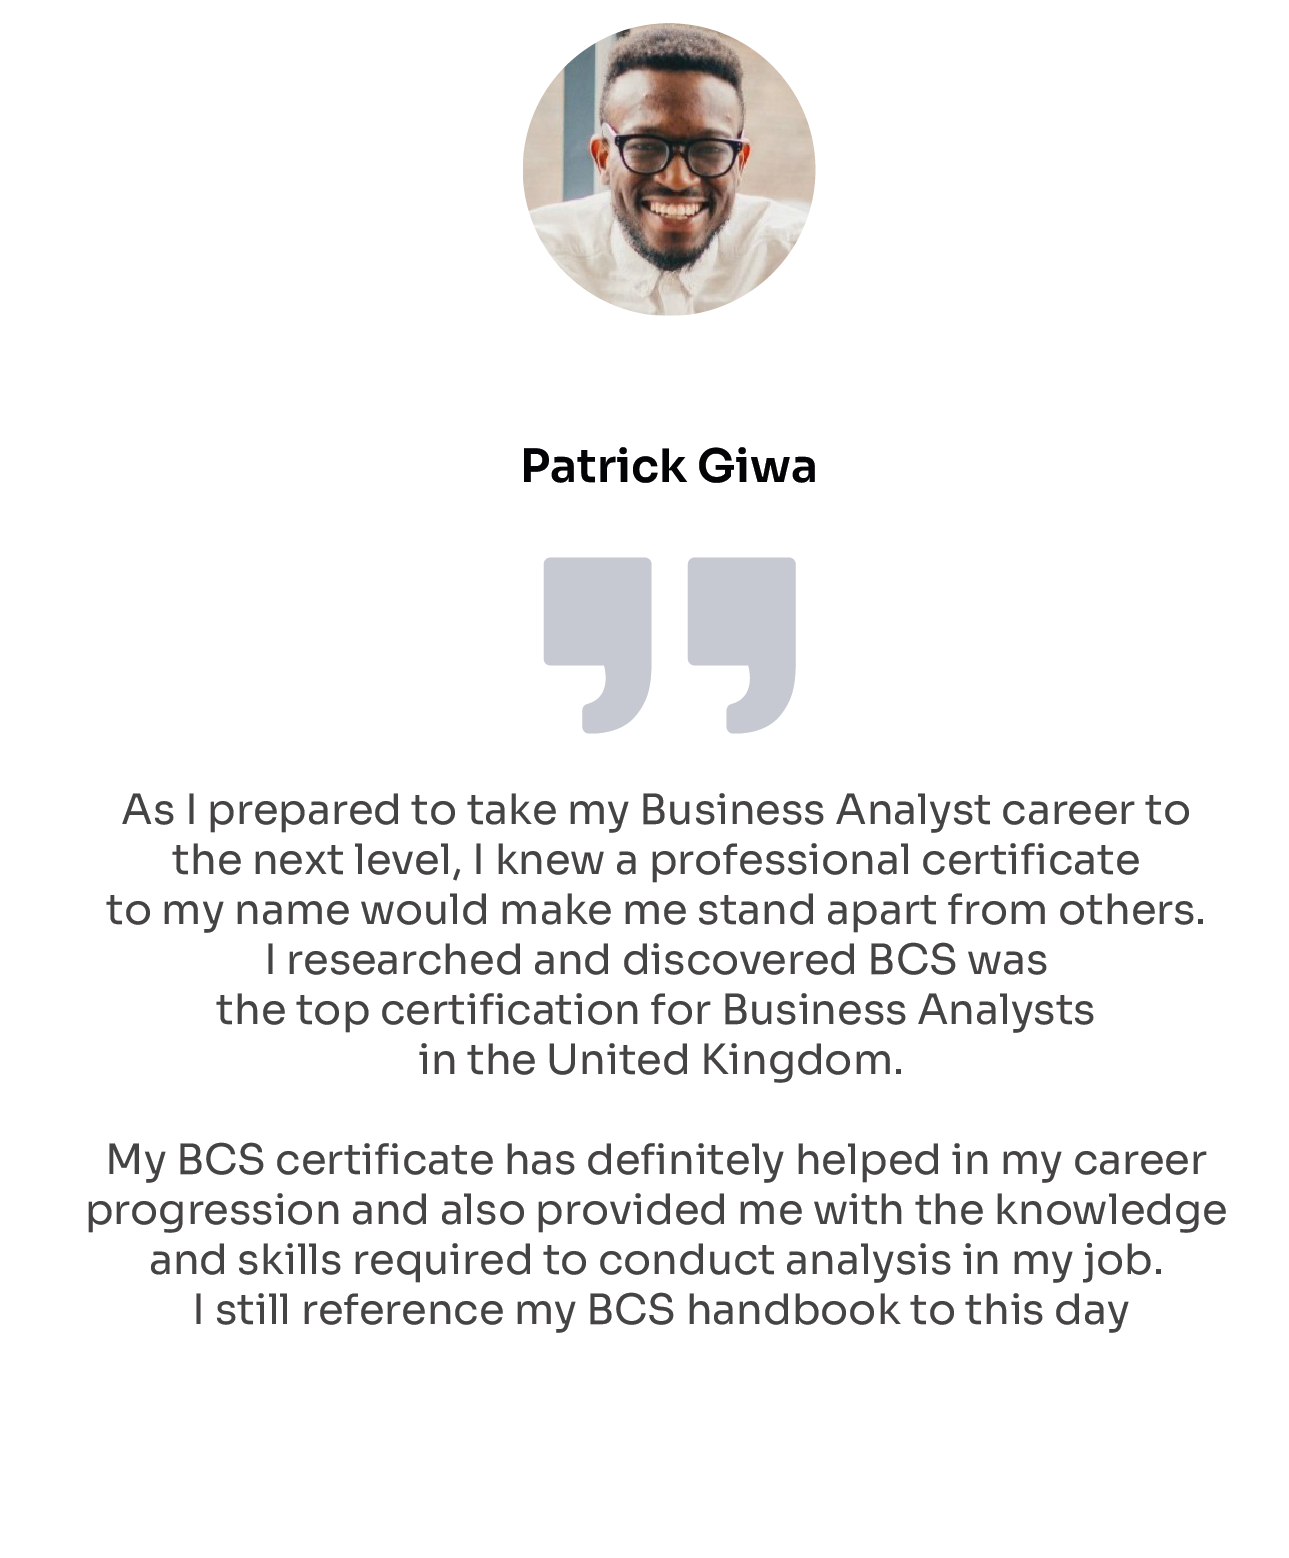 Patrick Giwa
As I prepared to take my Business Analyst career to
the next level, I knew a professional certificate
to my name would make me stand apart from others.
I researched and discovered BCS was
the top certification for Business Analysts
in the United Kingdom.
My BCS certificate has definitely helped in my career
progression and also provided me with the knowledge
and skills required to conduct analysis in my job.
I still reference my BCS handbook to this day